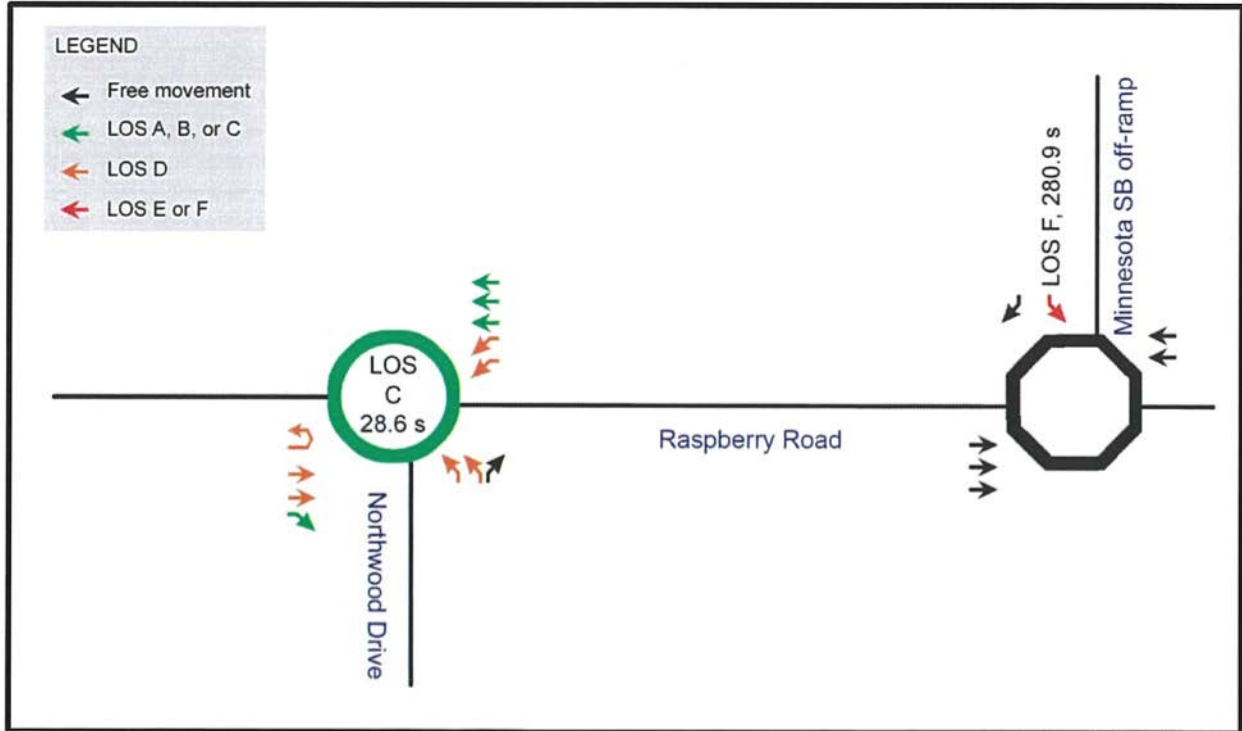 LEGEND
Free movement
LOS A, B, or C
LOS D
LOS E or F
LOS
C
28.6 s
Northwood Drive
Raspberry Road
LOS F, 280.9 s
Minnesota SB off-ramp